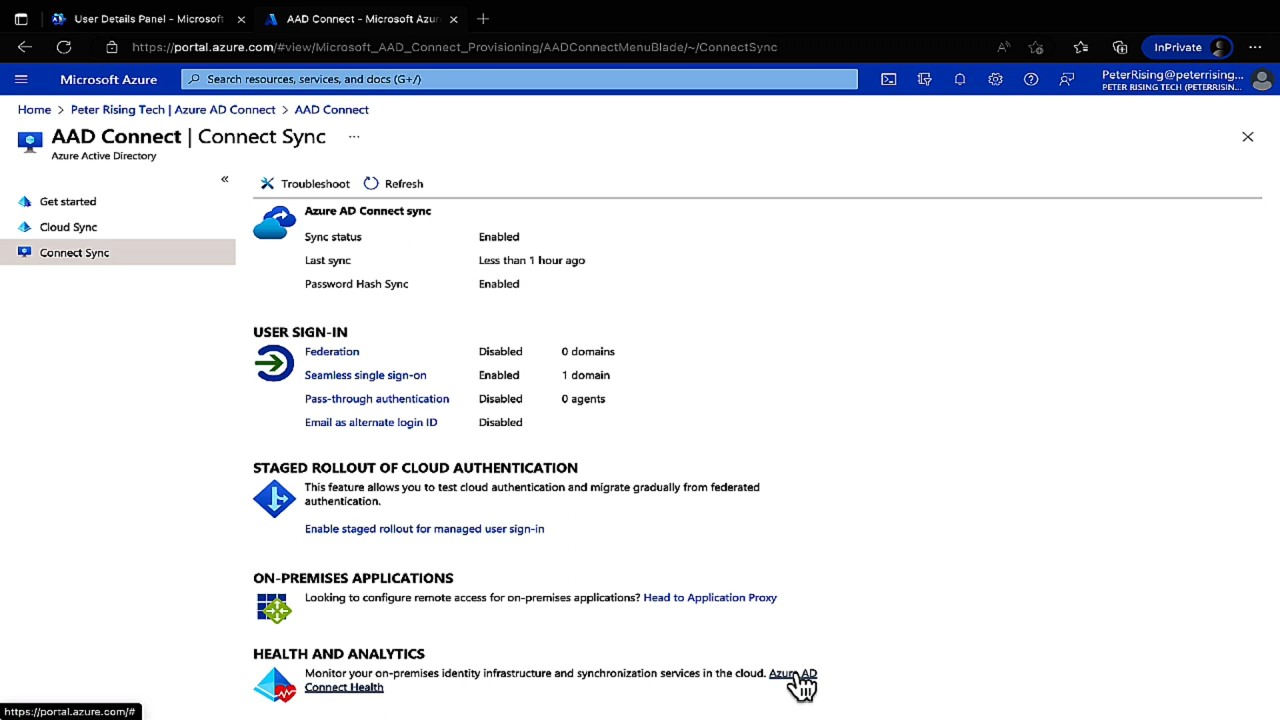 User Details Panel - Microsoft
AAD Connect - Microsoft Azur
https://portal.azure.com/#view/Microsoft_AAD_Connect_Provisioning/AADConnectMenuBlade/~/ConnectSync
InPrivate
Microsoft Azure
Search resources, services, and docs (G+/)
PeterRising@peterrising...
PETER RISING TECH (PETERRISIN...
Home > Peter Rising Tech | Azure AD Connect > AAD Connect
AAD Connect | Connect Sync ...
Azure Active Directory
«
Get started
Cloud Sync
Connect Sync
Troubleshoot Refresh
Azure AD Connect sync
Sync status Enabled
Last sync Less than 1 hour ago
Password Hash Sync Enabled
USER SIGN-IN
Federation Disabled 0 domains
Seamless single sign-on Enabled 1 domain
Pass-through authentication Disabled 0 agents
Email as alternate login ID Disabled
STAGED ROLLOUT OF CLOUD AUTHENTICATION
This feature allows you to test cloud authentication and migrate gradually from federated
authentication.
Enable staged rollout for managed user sign-in
ON-PREMISES APPLICATIONS
Looking to configure remote access for on-premises applications? Head to Application Proxy
HEALTH AND ANALYTICS
Monitor your on-premises identity infrastructure and synchronization services in the cloud. Azure AD
Connect Health
https://portal.azure.com/#